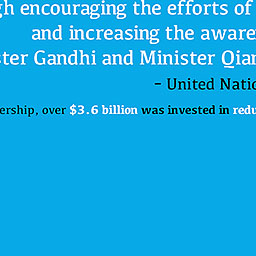 gh encouraging the efforts of
and increasing the aware
ster Gandhi and Minister Qian
– United Natio
ership, over $3.6 billion was invested in redu